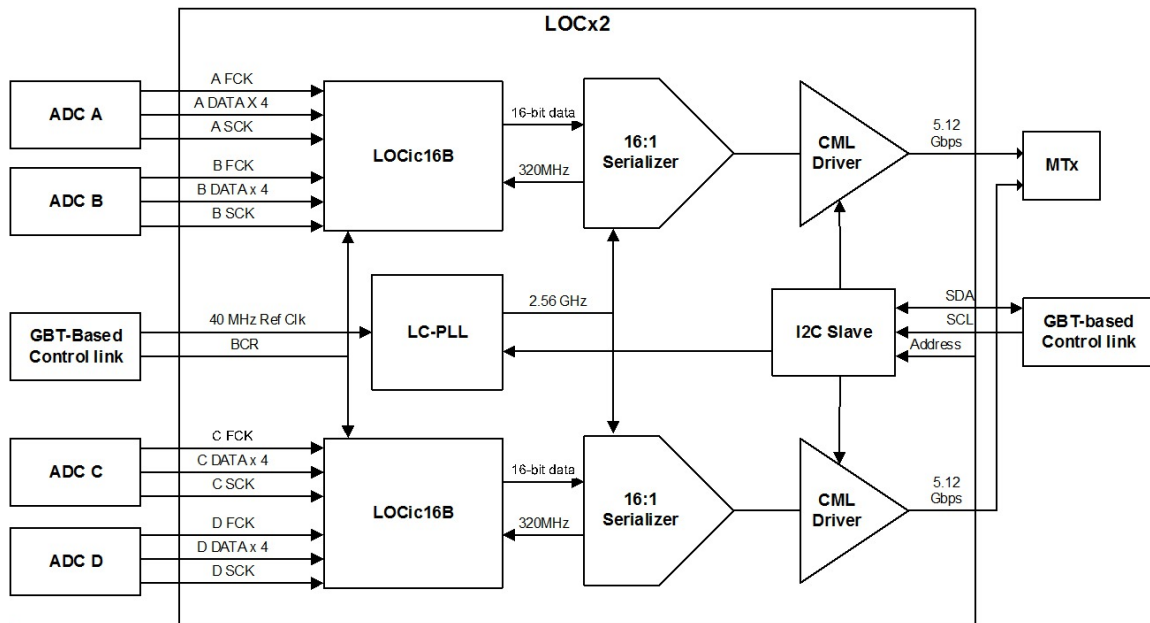 LOCx2
ADC A
A FCK
A DATA X 4
A SCK
ADC B
B FCK
B DATA x 4
B SCK
LOCic16B
16-bit data
320MHz
16:1
Serializer
CML
Driver
5.12
Gbps
MTx
GBT-Based
Control link
40 MHz Ref Clk
BCR
LC-PLL
2.56 GHz
I2C Slave
SDA
SCL
Address
GBT-based
Control link
ADC C
C FCK
C DATA x 4
C SCK
ADC D
D FCK
D DATA x 4
D SCK
LOCic16B
16-bit data
320MHz
16:1
Serializer
CML
Driver
5.12
Gbps